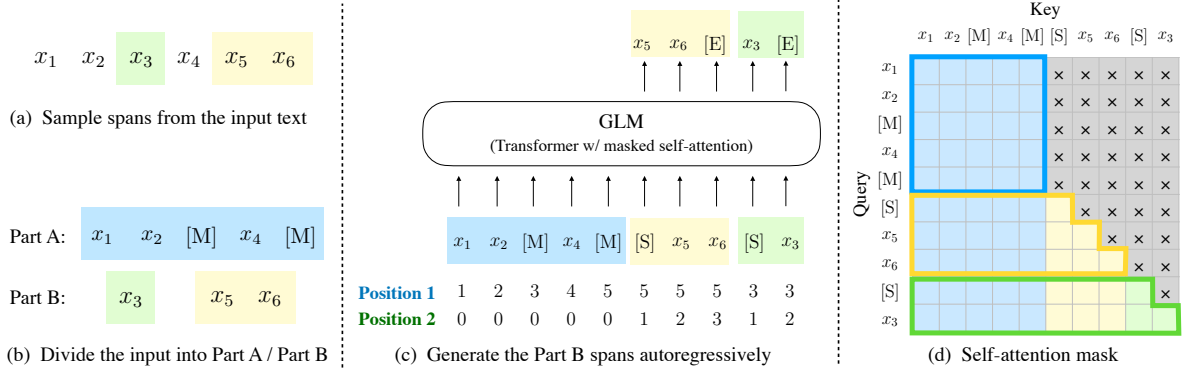 x1 x2 x3 x4 x5 x6
(a) Sample spans from the input text
Part A: x1 x2 [M] x4 [M]
Part B: x3 x5 x6
(b) Divide the input into Part A / Part B
x5 x6 [E] x3 [E]
GLM
(Transformer w/ masked self-attention)
x1 x2 [M] x4 [M] [S] x5 x6 [S] x3
Position 1 1 2 3 4 5 5 5 5 3 3
Position 2 0 0 0 0 0 1 2 3 1 2
(c) Generate the Part B spans autoregressively
Key
x1 x2 [M] x4 [M] [S] x5 x6 [S] x3
Query
x1 × × × × ×
x2 × × × × ×
[M] × × × × ×
x4 × × × × ×
[M] × × × × ×
[S] × × × ×
x5 × × ×
x6 × ×
[S] ×
x3
(d) Self-attention mask